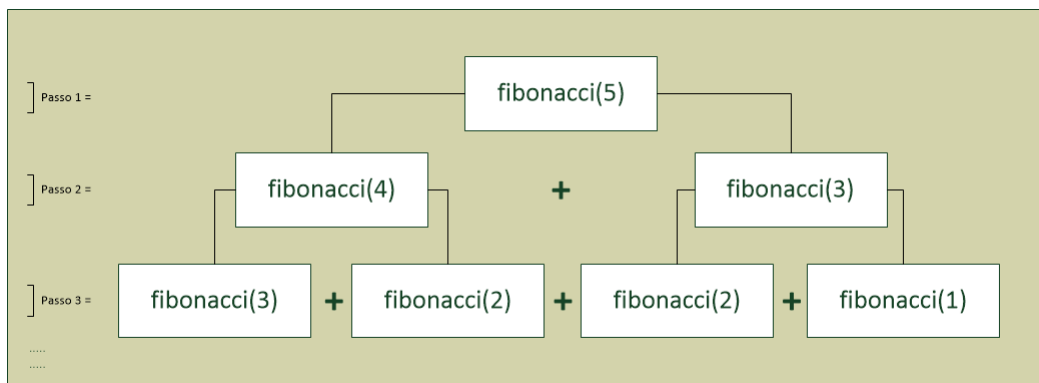 Passo 1 =
fibonacci(5)
Passo 2 =
fibonacci(4) + fibonacci(3)
Passo 3 =
fibonacci(3) + fibonacci(2) + fibonacci(2) + fibonacci(1)
.....
.....